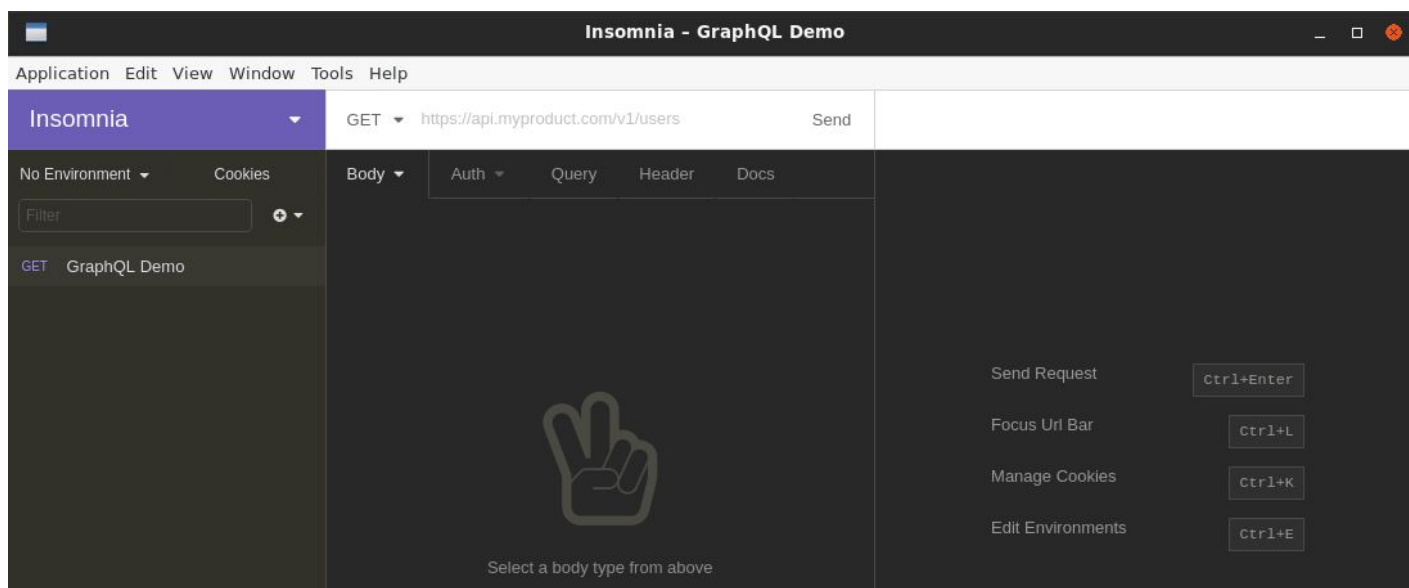 Insomnia – GraphQL Demo
Application Edit View Window Tools Help
Insomnia
GET https://api.myproduct.com/v1/users Send
No Environment Cookies
Body Auth Query Header Docs
Filter
GET GraphQL Demo
Send Request Ctrl+Enter
Focus Url Bar Ctrl+L
Manage Cookies Ctrl+K
Edit Environments Ctrl+E
Select a body type from above